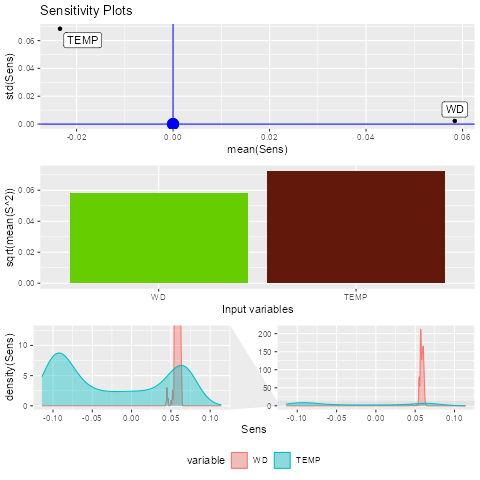 Sensitivity Plots
0.06
0.04
0.02
0.00
std(Sens)
TEMP
WD
-0.02 0.00 0.02 0.04 0.06
mean(Sens)
0.06
0.04
0.02
0.00
sqrt(mean(S^2))
WD TEMP
Input variables
10
5
0
density(Sens)
-0.10 -0.05 0.00 0.05 0.10
200
150
100
50
0
-0.10 -0.05 0.00 0.05 0.10
Sens
variable WD TEMP